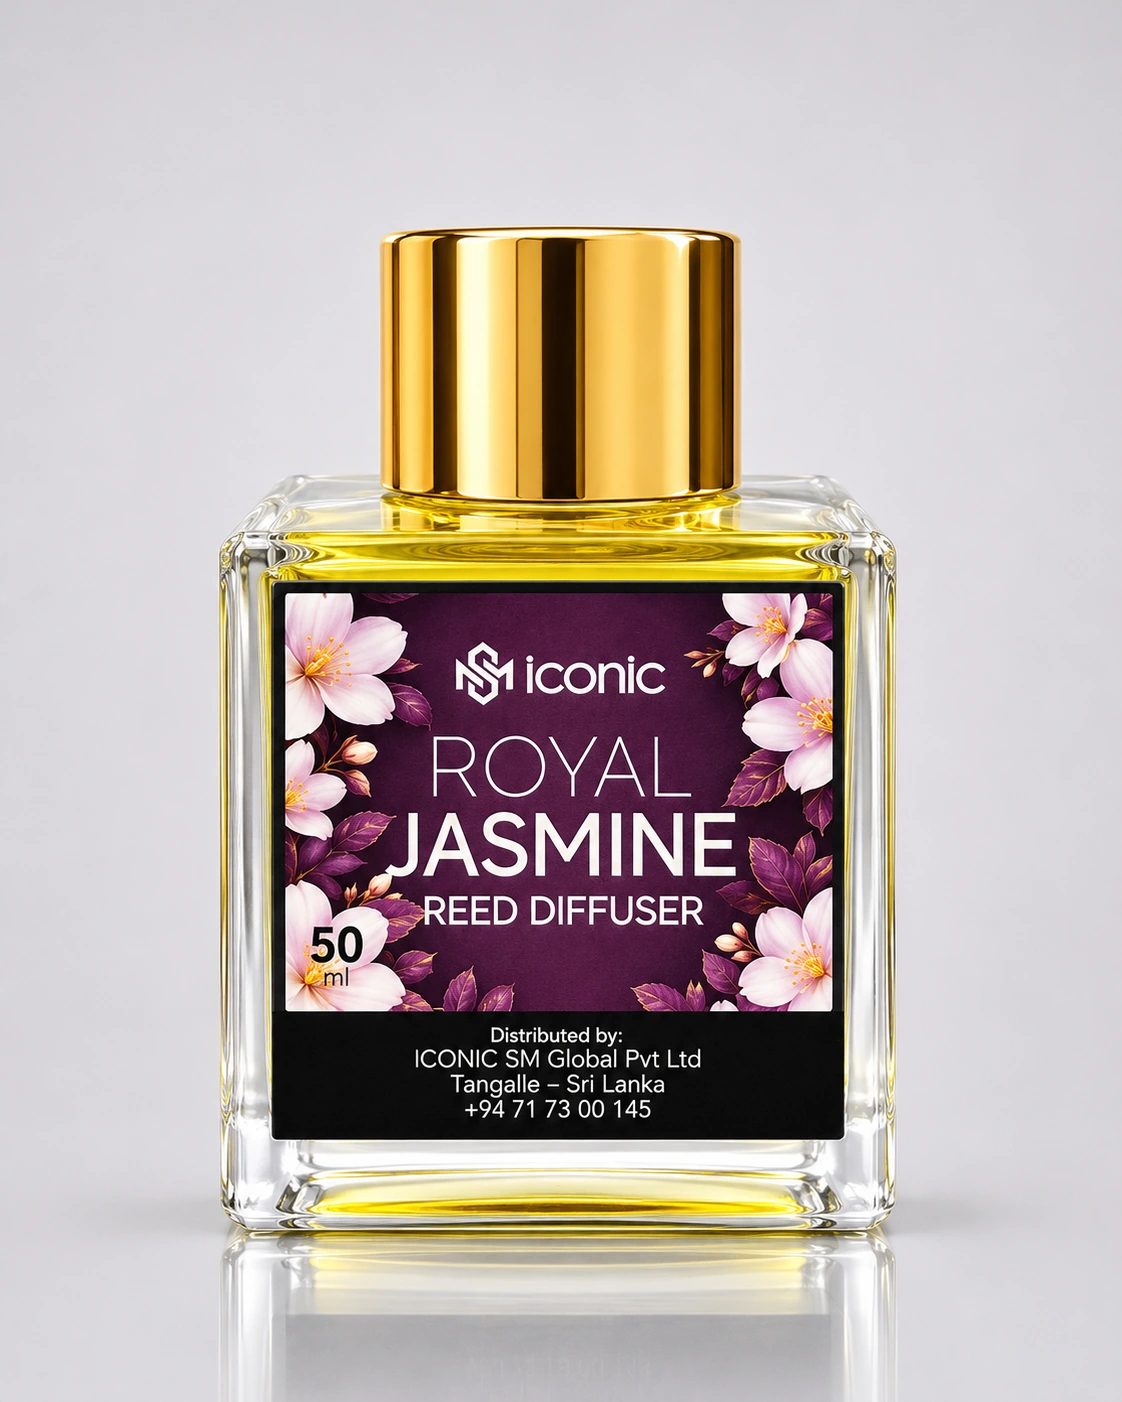 SM iconic
ROYAL
JASMINE
REED DIFFUSER
50
ml
Distributed by:
ICONIC SM Global Pvt Ltd
Tangalle – Sri Lanka
+94 71 73 00 145